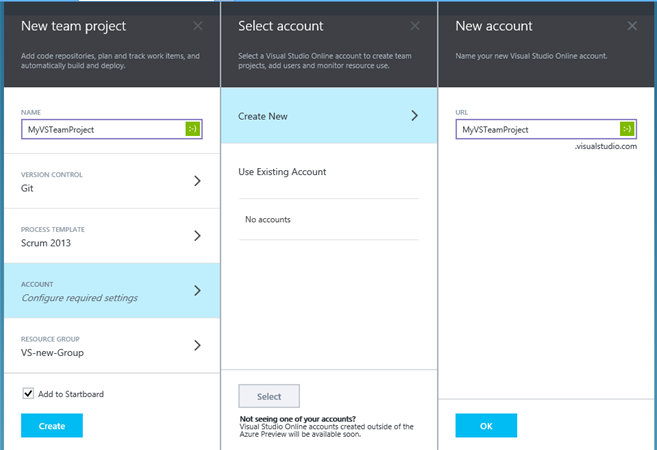 New team project
Add code repositories, plan and track work items, and
automatically build and deploy.
NAME
MyVSTeamProject
:-)
VERSION CONTROL
Git
PROCESS TEMPLATE
Scrum 2013
ACCOUNT
Configure required settings
RESOURCE GROUP
VS-new-Group
Add to Startboard
Create
Select account
Select a Visual Studio Online account to create team
projects, add users and monitor resource use.
Create New
Use Existing Account
No accounts
Select
Not seeing one of your accounts?
Visual Studio Online accounts created outside of the
Azure Preview will be available soon.
New account
Name your new Visual Studio Online account.
URL
MyVSTeamProject
:-)
.visualstudio.com
OK